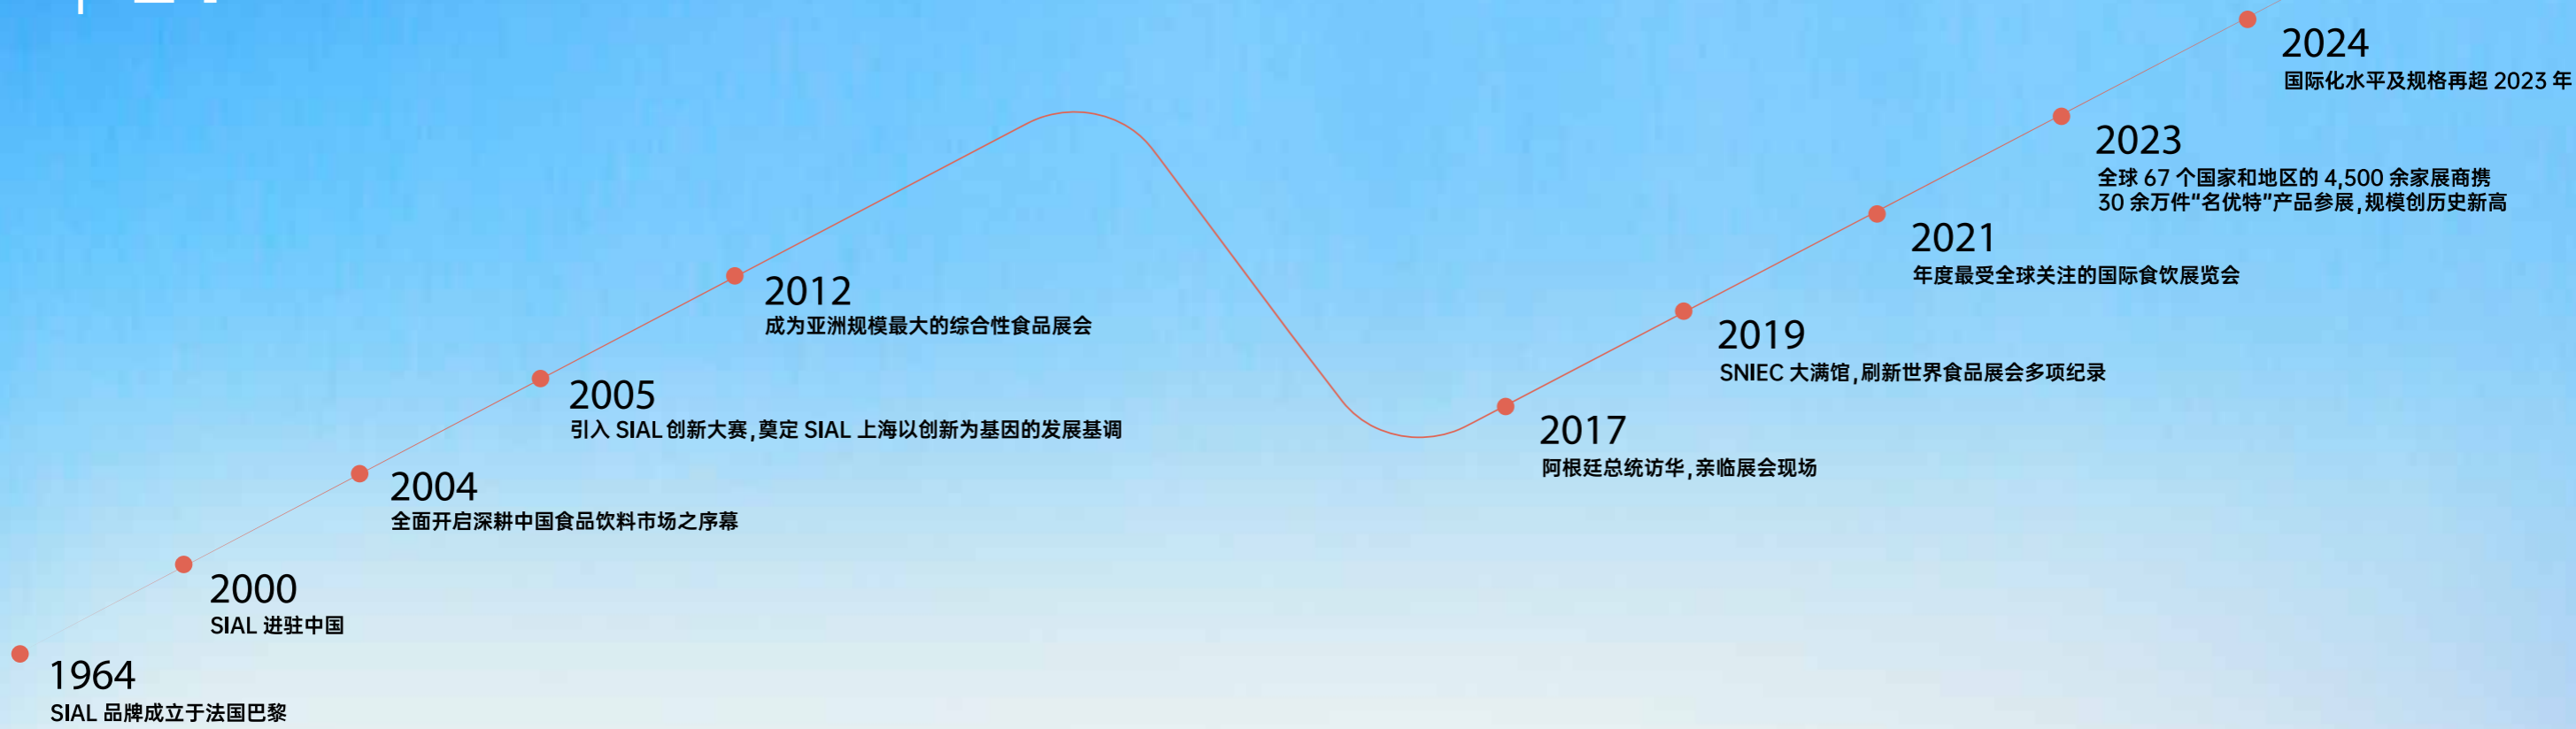 1964
SIAL 品牌成立于法国巴黎
2000
SIAL 进驻中国
2004
全面开启深耕中国食品饮料市场之序幕
2005
引入 SIAL 创新大赛,奠定 SIAL 上海以创新为基因的发展基调
2012
成为亚洲规模最大的综合性食品展会
2017
阿根廷总统访华,亲临展会现场
2019
SNIEC 大满馆,刷新世界食品展会多项纪录
2021
年度最受全球关注的国际食饮展览会
2023
全球 67 个国家和地区的 4,500 余家展商携
30 余万件“名优特”产品参展,规模创历史新高
2024
国际化水平及规格再超 2023 年